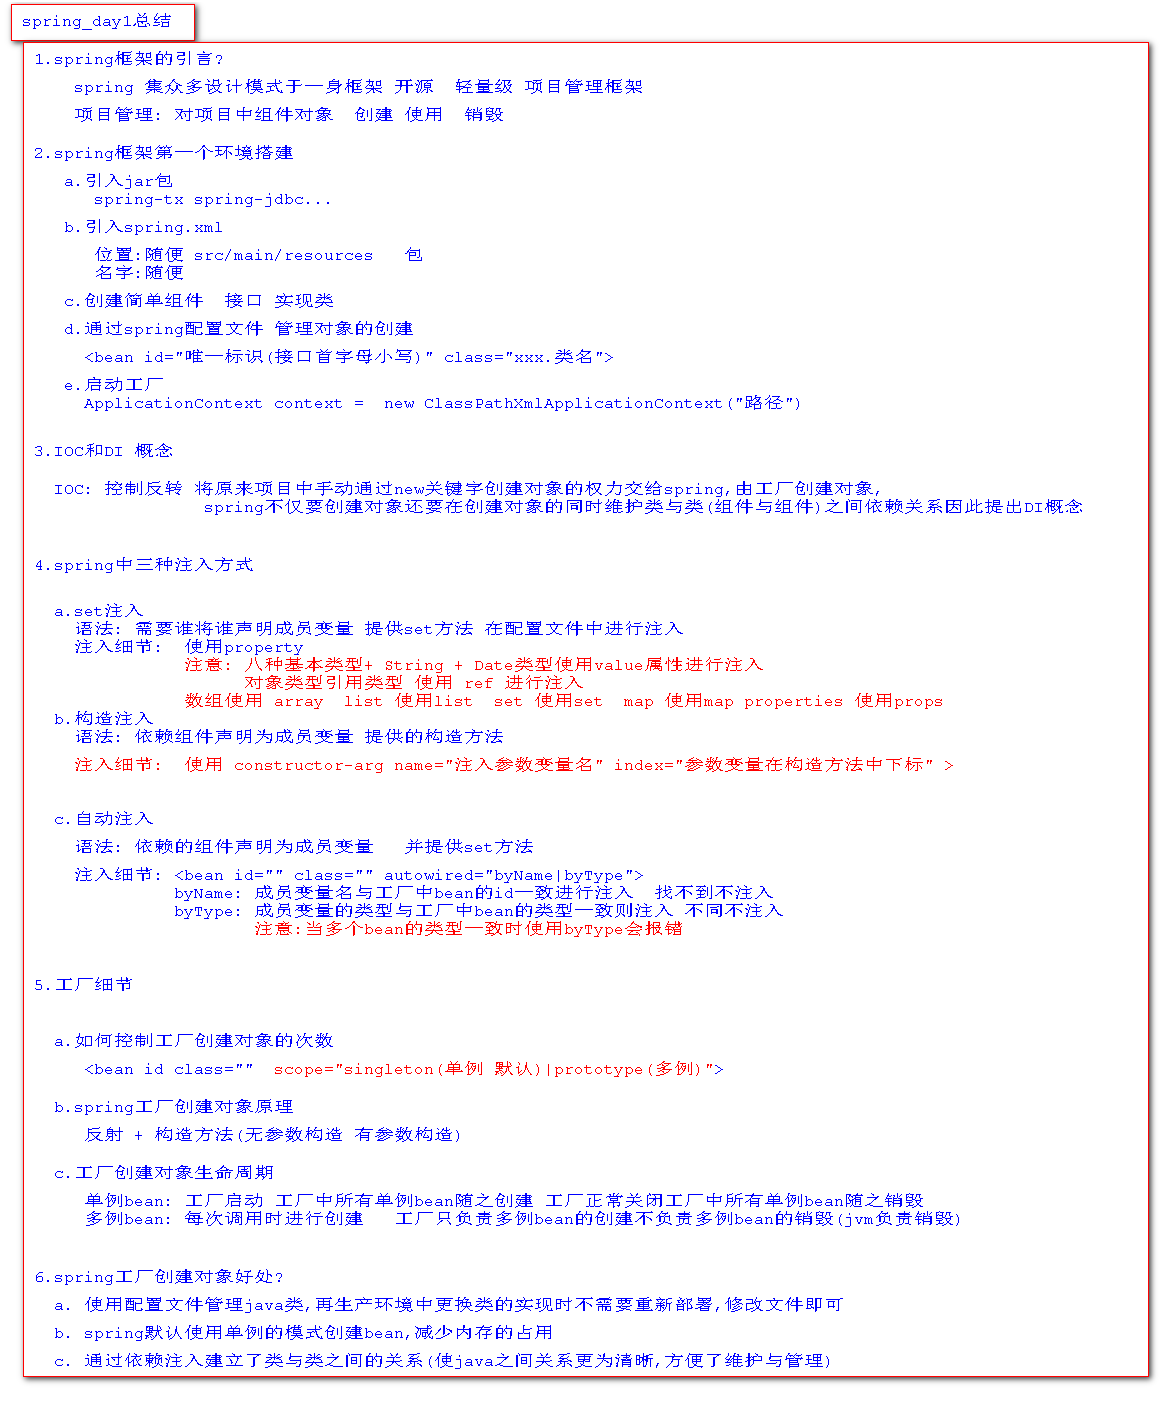 spring_day1总结
1.spring框架的引言?
spring 集众多设计模式于一身框架 开源  轻量级 项目管理框架
项目管理: 对项目中组件对象  创建 使用  销毁
2.spring框架第一个环境搭建
a.引入jar包
spring-tx spring-jdbc...
b.引入spring.xml
位置:随便 src/main/resources   包
名字:随便
c.创建简单组件  接口 实现类
d.通过spring配置文件 管理对象的创建
<bean id="唯一标识(接口首字母小写)" class="xxx.类名">
e.启动工厂
ApplicationContext context =  new ClassPathXmlApplicationContext("路径")
3.IOC和DI 概念
IOC: 控制反转 将原来项目中手动通过new关键字创建对象的权力交给spring,由工厂创建对象,
spring不仅要创建对象还要在创建对象的同时维护类与类(组件与组件)之间依赖关系因此提出DI概念
4.spring中三种注入方式
a.set注入
语法: 需要谁将谁声明成员变量 提供set方法 在配置文件中进行注入
注入细节:  使用property
注意: 八种基本类型+ String + Date类型使用value属性进行注入
对象类型引用类型 使用 ref 进行注入
数组使用 array  list 使用list  set 使用set  map 使用map properties 使用props
b.构造注入
语法: 依赖组件声明为成员变量 提供的构造方法
注入细节:  使用 constructor-arg name="注入参数变量名" index="参数变量在构造方法中下标" >
c.自动注入
语法: 依赖的组件声明为成员变量   并提供set方法
注入细节: <bean id="" class="" autowired="byName|byType">
byName: 成员变量名与工厂中bean的id一致进行注入  找不到不注入
byType: 成员变量的类型与工厂中bean的类型一致则注入 不同不注入
注意:当多个bean的类型一致时使用byType会报错
5.工厂细节
a.如何控制工厂创建对象的次数
<bean id class=""  scope="singleton(单例 默认)|prototype(多例)">
b.spring工厂创建对象原理
反射 + 构造方法(无参数构造 有参数构造)
c.工厂创建对象生命周期
单例bean: 工厂启动 工厂中所有单例bean随之创建 工厂正常关闭工厂中所有单例bean随之销毁
多例bean: 每次调用时进行创建   工厂只负责多例bean的创建不负责多例bean的销毁(jvm负责销毁)
6.spring工厂创建对象好处?
a. 使用配置文件管理java类,再生产环境中更换类的实现时不需要重新部署,修改文件即可
b. spring默认使用单例的模式创建bean,减少内存的占用
c. 通过依赖注入建立了类与类之间的关系(使java之间关系更为清晰,方便了维护与管理)